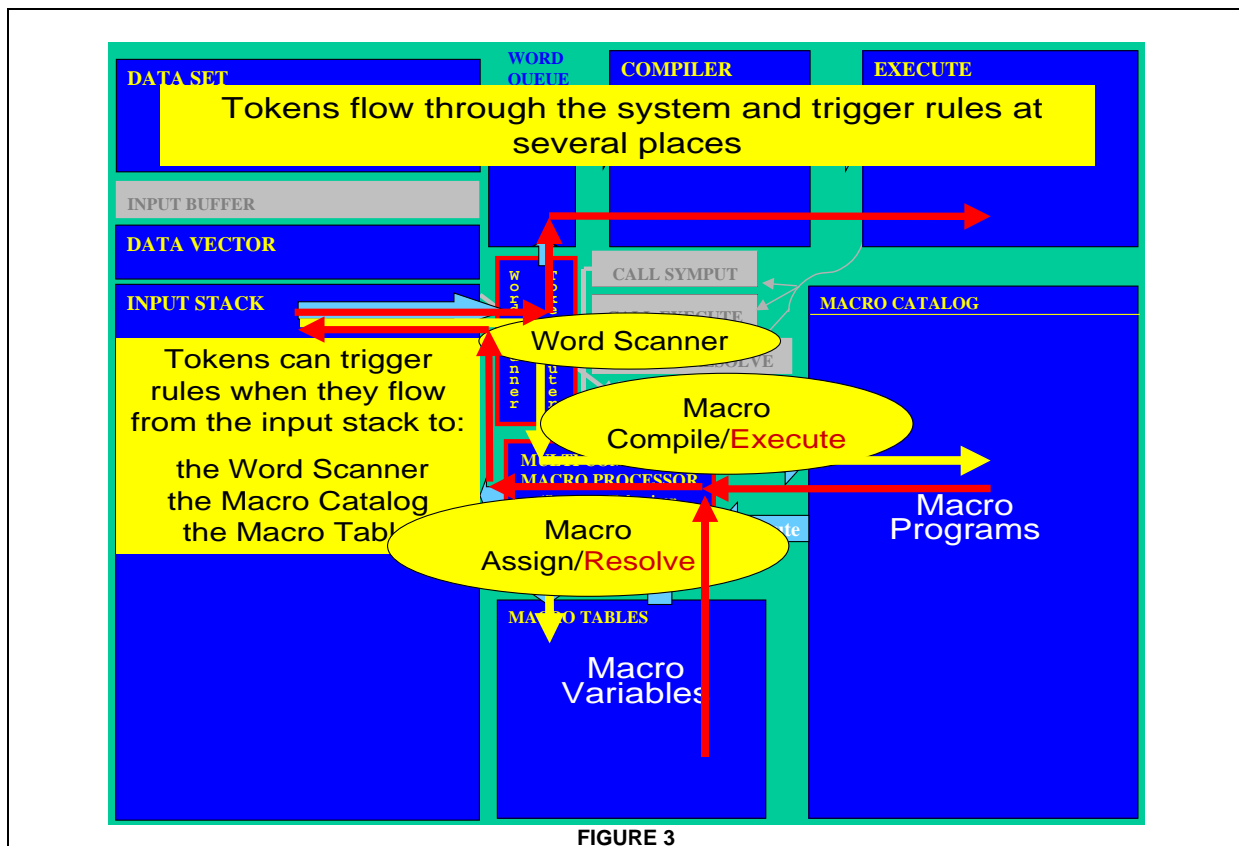 DATA SET
WORD
QUEUE
COMPILER
EXECUTE
Tokens flow through the system and trigger rules at
several places
INPUT BUFFER
DATA VECTOR
INPUT STACK
CALL SYMPUT
MACRO CATALOG
Word Scanner
Tokens can trigger
rules when they flow
from the input stack to:
the Word Scanner
the Macro Catalog
the Macro
Macro
Compile/Execute
MACRO PROCESSOR
Macro
Programs
Macro
Assign/Resolve
MACRO TABLES
Macro
Variables
FIGURE 3